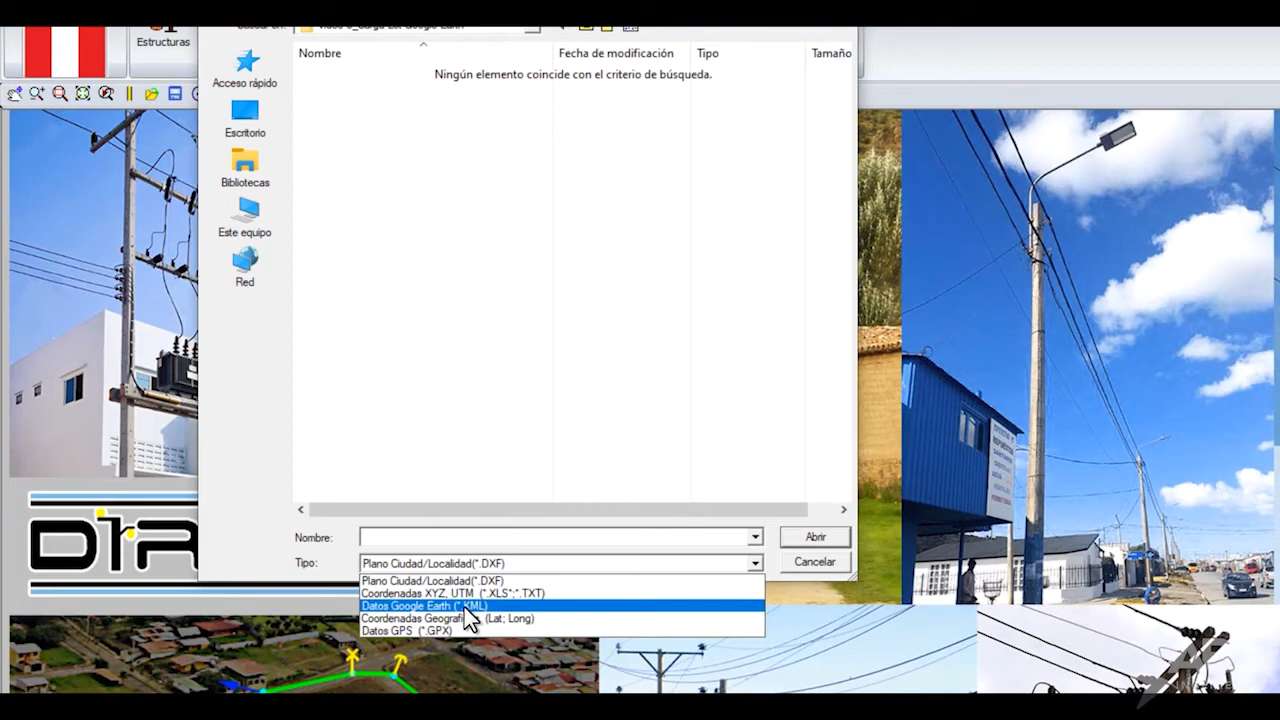 Estructuras
Nombre
Fecha de modificación
Tipo
Tamaño
Ningún elemento coincide con el criterio de búsqueda.
Acceso rápido
Escritorio
Bibliotecas
Este equipo
Red
Nombre:
Abrir
Tipo:
Plano Ciudad/Localidad(*.DXF)
Cancelar
Plano Ciudad/Localidad(*.DXF)
Coordenadas XYZ, UTM (*.XLS*;*.TXT)
Datos Google Earth (*.KML)
(Lat; Long)
Datos GPS (*.GPX)